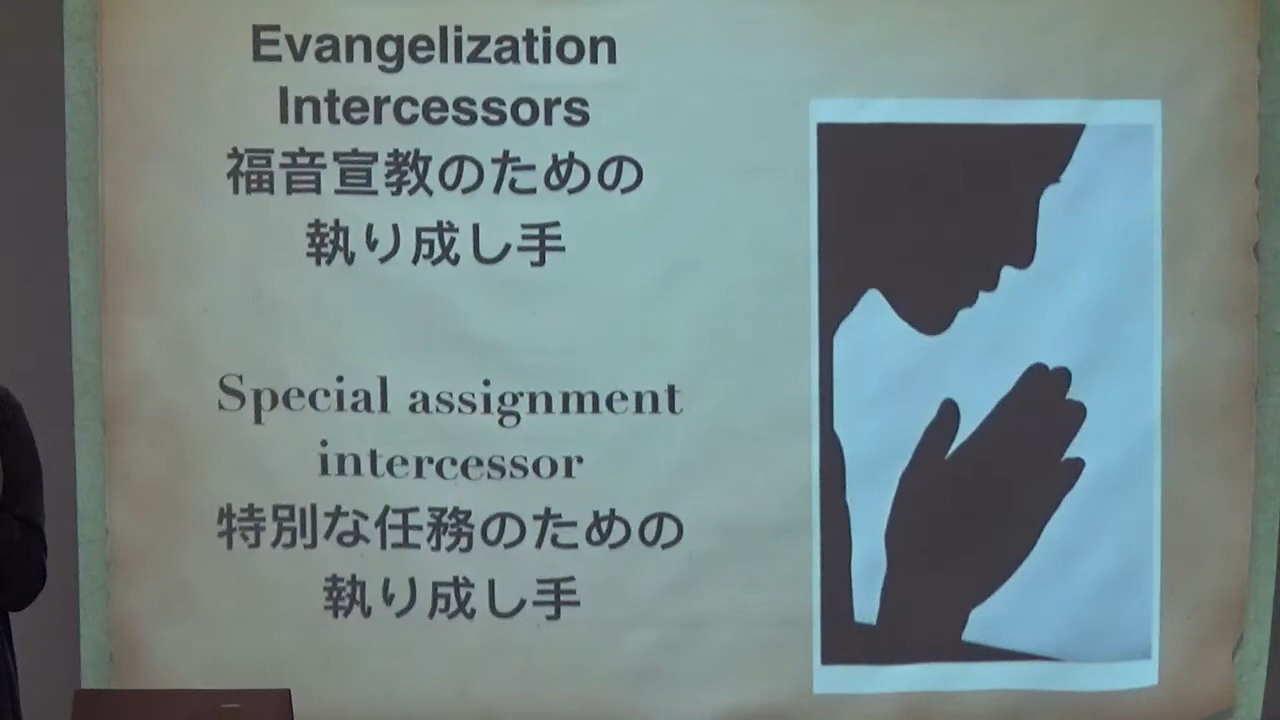 Evangelization
Intercessors
福音宣教のための
執り成し手
Special assignment
intercessor
特別な任務のための
執り成し手